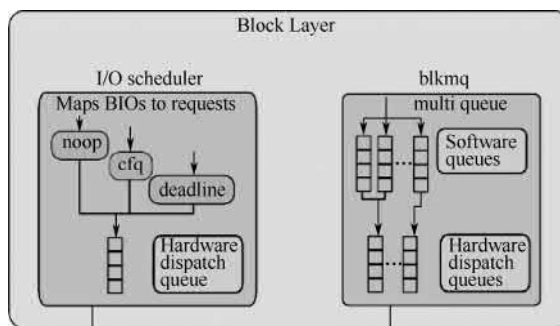 Block Layer
I/O scheduler
Maps BIOs to requests
noop
cfq
deadline
Hardware
dispatch
queue
blkmq
multi queue
Software
queues
Hardware
dispatch
queues